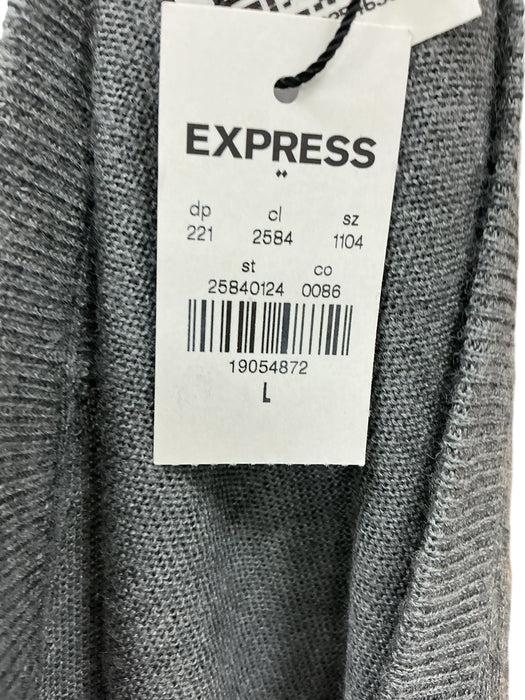 EXPRESS
dp cl sz
221 2584 1104
st co
25840124 0086
19054872
L